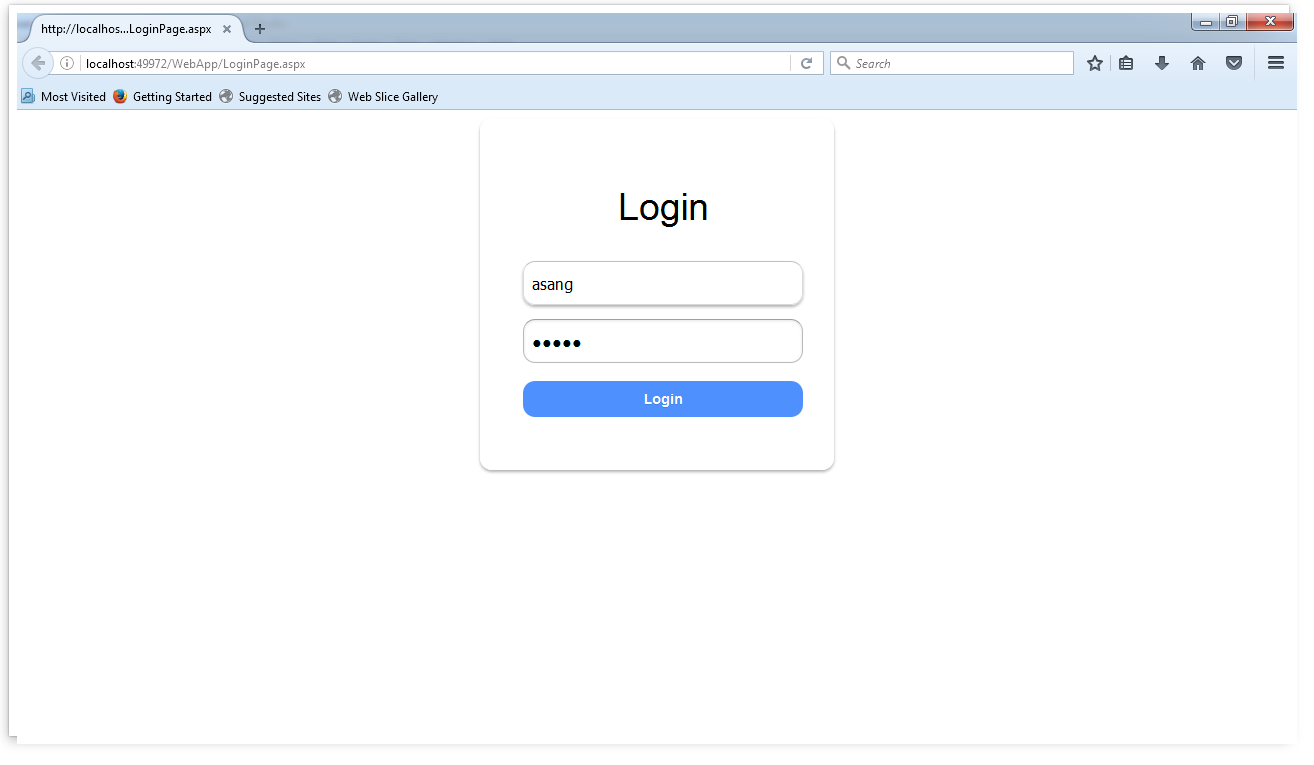 http://localhos...LoginPage.aspx
localhost:49972/WebApp/LoginPage.aspx
Search
Most Visited Getting Started Suggested Sites Web Slice Gallery
Login
asang
•••••
Login